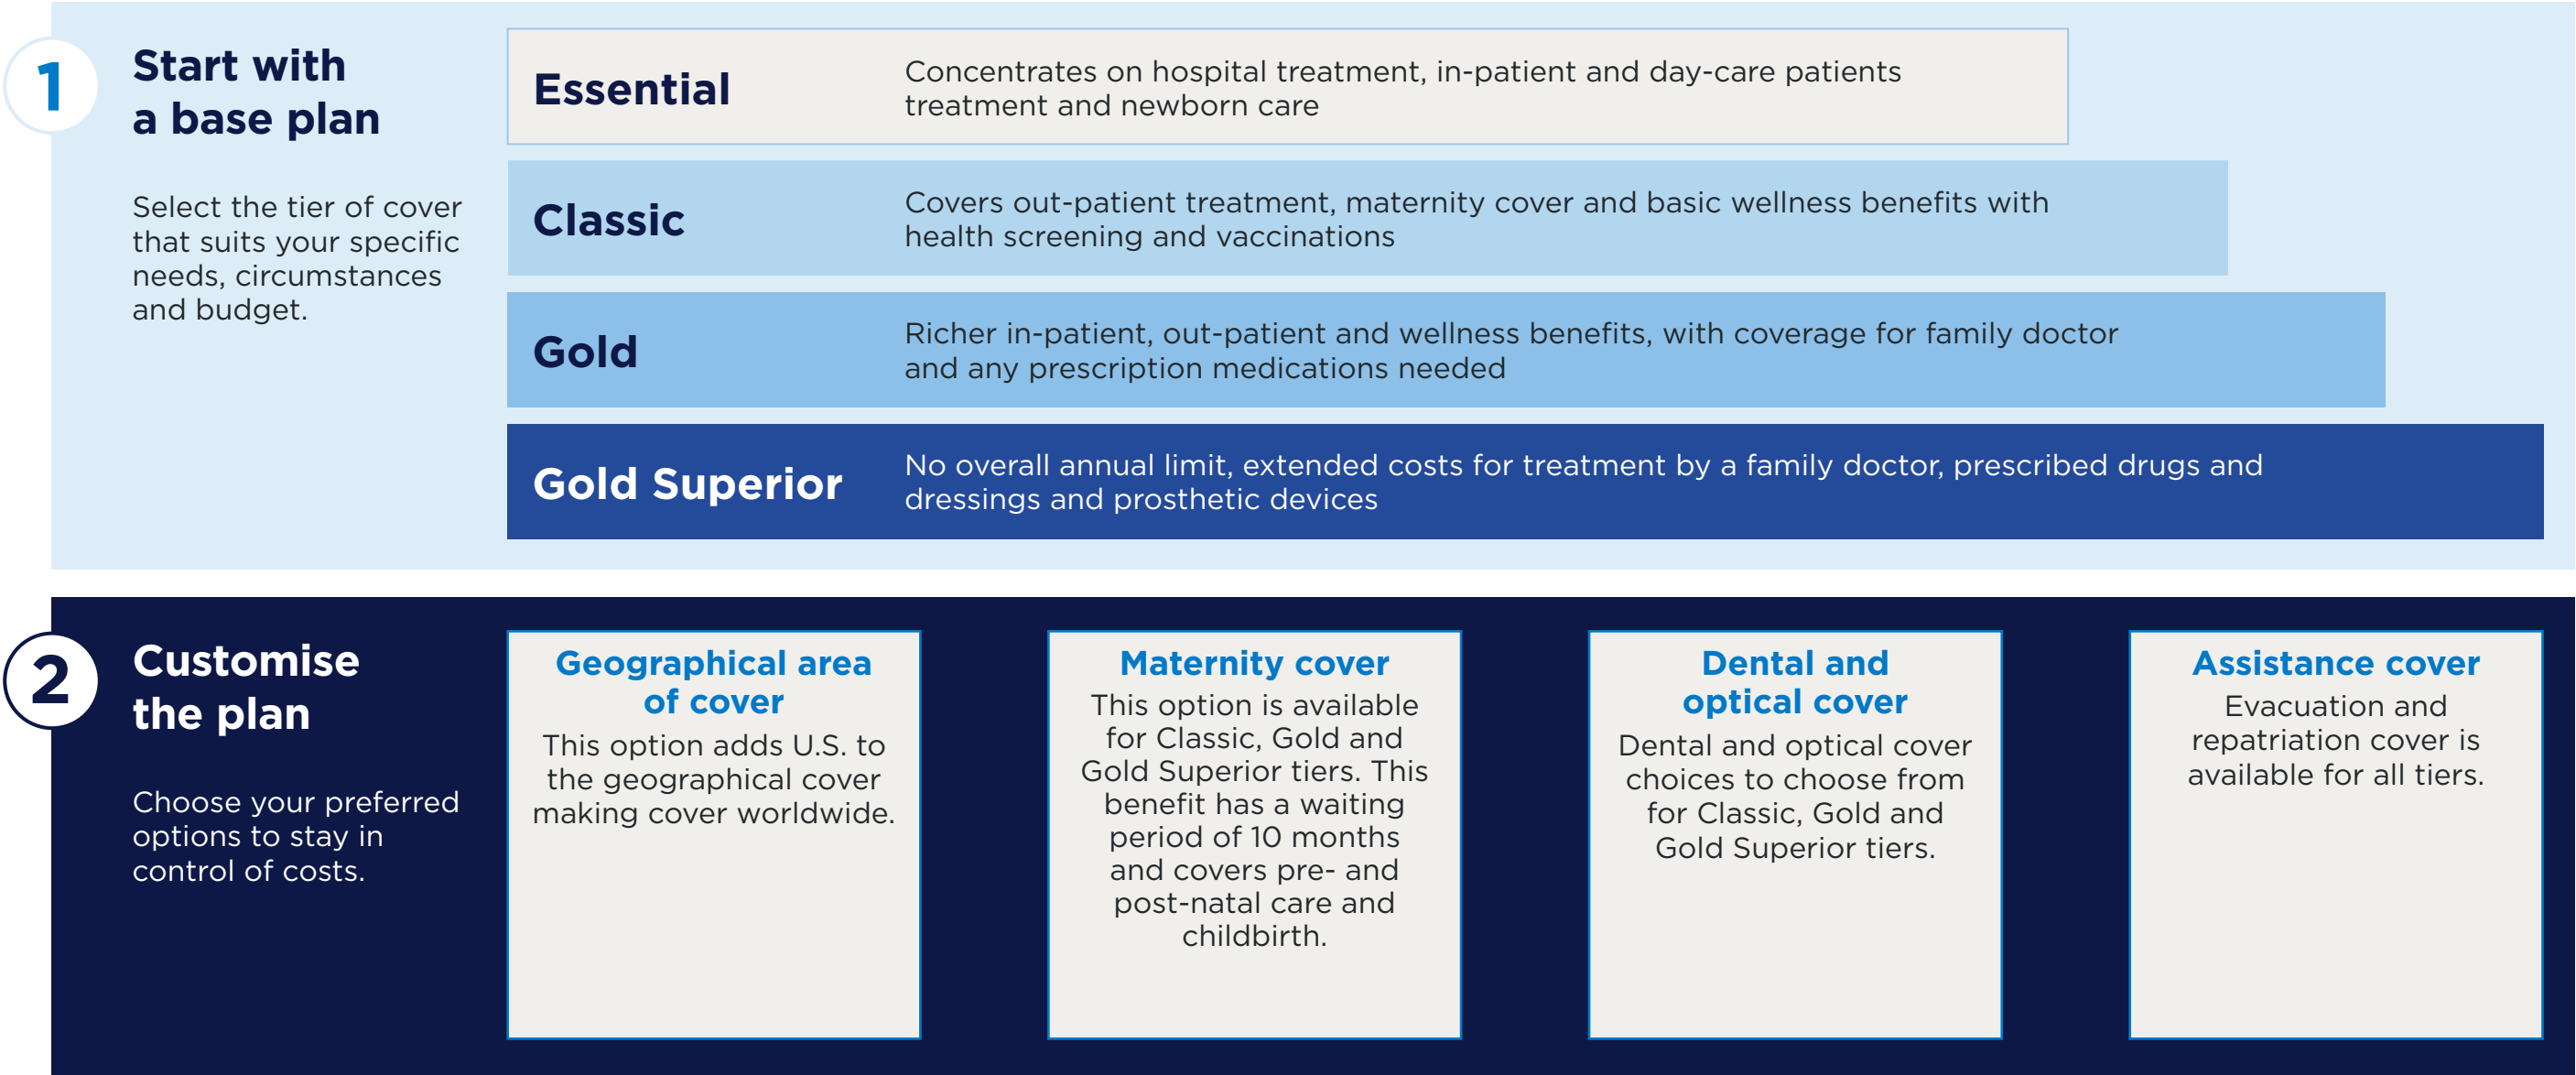 1
Start with
a base plan
Select the tier of cover
that suits your specific
needs, circumstances
and budget.
Essential
Concentrates on hospital treatment, in-patient and day-care patients
treatment and newborn care
Classic
Covers out-patient treatment, maternity cover and basic wellness benefits with
health screening and vaccinations
Gold
Richer in-patient, out-patient and wellness benefits, with coverage for family doctor
and any prescription medications needed
Gold Superior
No overall annual limit, extended costs for treatment by a family doctor, prescribed drugs and
dressings and prosthetic devices
2
Customise
the plan
Choose your preferred
options to stay in
control of costs.
Geographical area
of cover
This option adds U.S. to
the geographical cover
making cover worldwide.
Maternity cover
This option is available
for Classic, Gold and
Gold Superior tiers. This
benefit has a waiting
period of 10 months
and covers pre- and
post-natal care and
childbirth.
Dental and
optical cover
Dental and optical cover
choices to choose from
for Classic, Gold and
Gold Superior tiers.
Assistance cover
Evacuation and
repatriation cover is
available for all tiers.